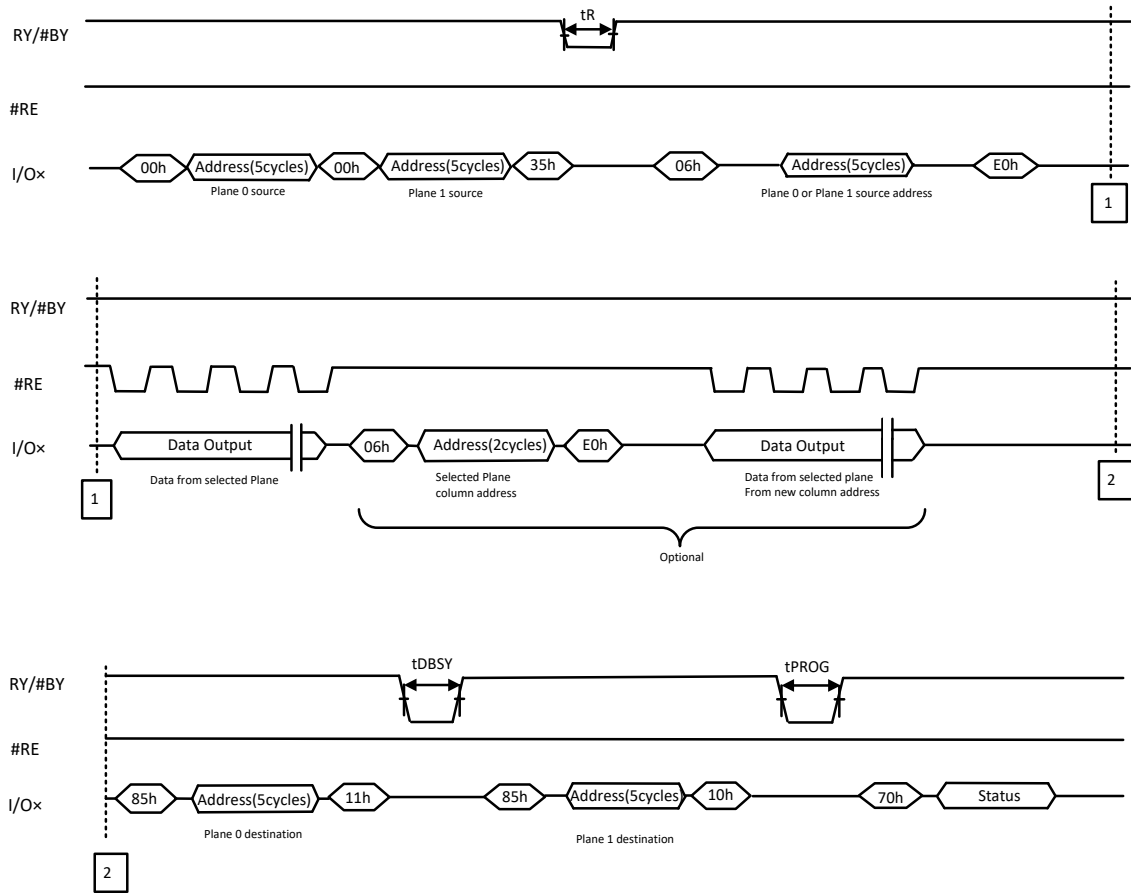 tR
RY/#BY
#RE
I/O×
00h Address(5cycles) 00h Address(5cycles) 35h 06h Address(5cycles) E0h
Plane 0 source Plane 1 source Plane 0 or Plane 1 source address
1
RY/#BY
#RE
I/O×
Data Output 06h Address(2cycles) E0h Data Output
Data from selected Plane Selected Plane Data from selected plane
column address From new column address
1 2
Optional
tDBSY tPROG
RY/#BY
#RE
I/O×
85h Address(5cycles) 11h 85h Address(5cycles) 10h 70h Status
Plane 0 destination Plane 1 destination
2